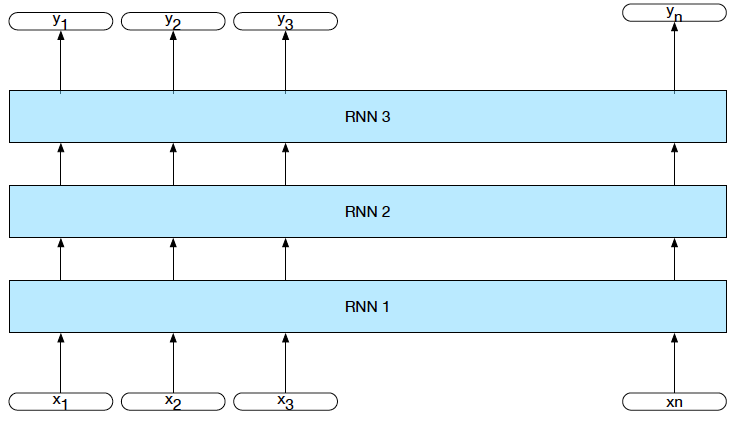 y₁ y₂ y₃ yₙ
RNN 3
RNN 2
RNN 1
x₁ x₂ x₃ xn